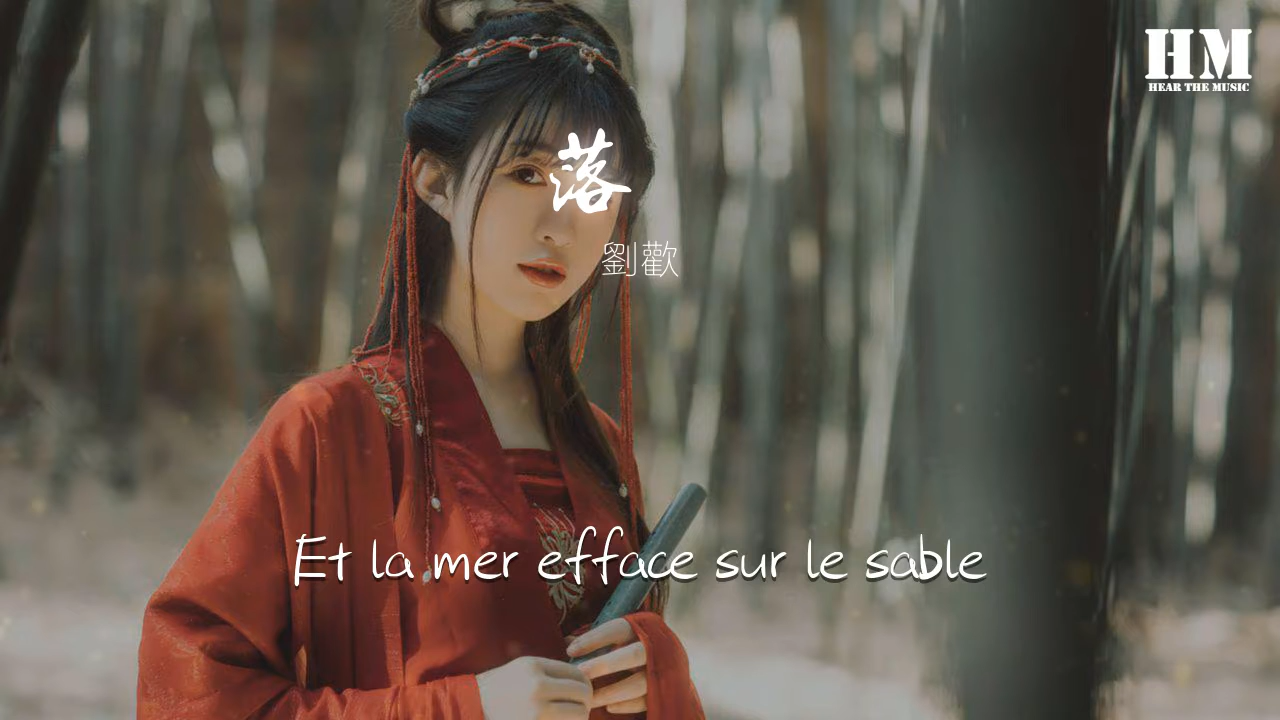 HM
HEAR THE MUSIC
落
劉歡
Et la mer efface sur le sable